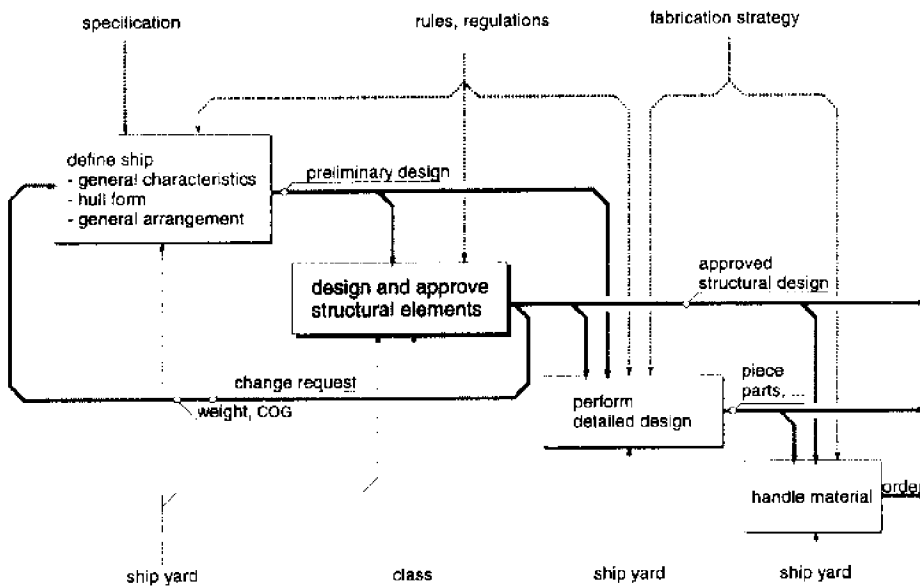 specification
rules, regulations
fabrication strategy
define ship
- general characteristics
- hull form
- general arrangement
preliminary design
design and approve
structural elements
approved
structural design
change request
weight, COG
piece
parts, ...
perform
detailed design
handle material
order
ship yard
class
ship yard
ship yard